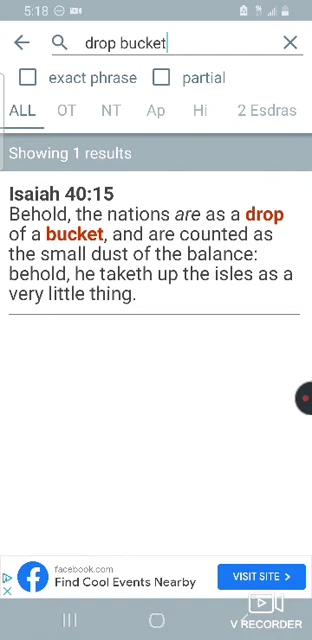 5:18
drop bucket
exact phrase partial
ALL OT NT Ap Hi 2 Esdras
Showing 1 results
Isaiah 40:15
Behold, the nations are as a drop
of a bucket, and are counted as
the small dust of the balance:
behold, he taketh up the isles as a
very little thing.
facebook.com
Find Cool Events Nearby
VISIT SITE >
V RECORDER